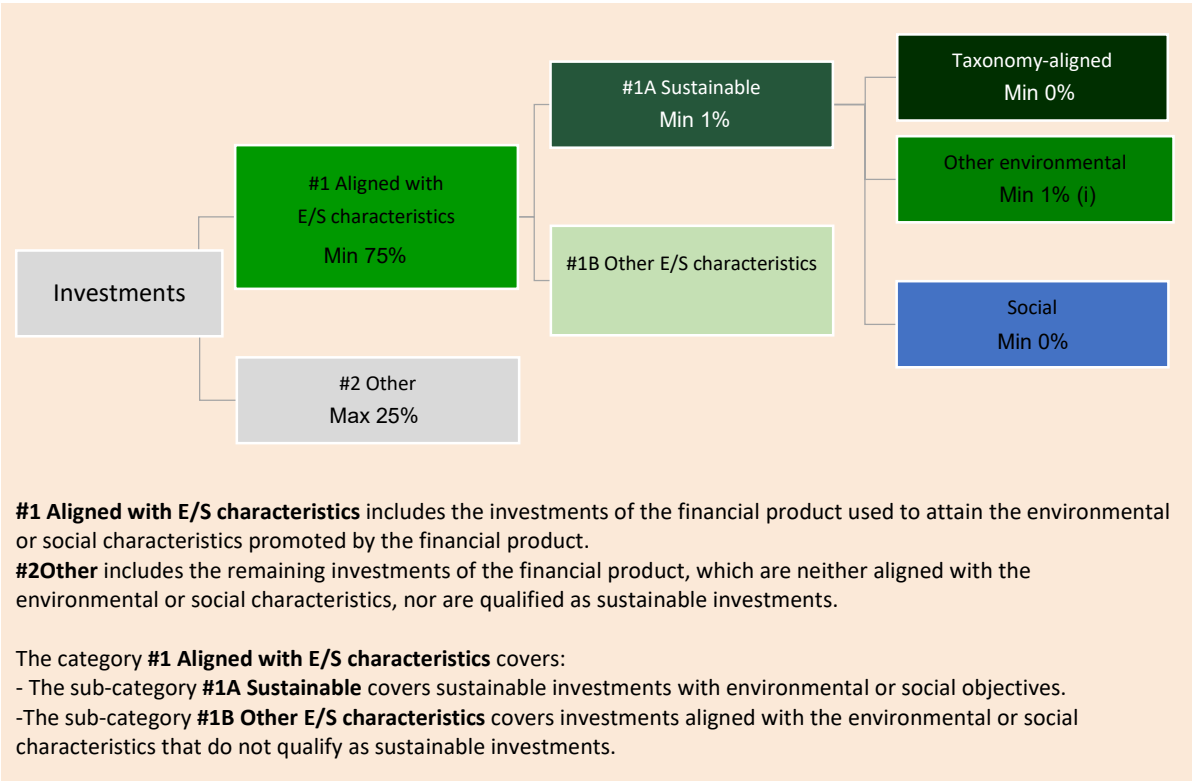 Investments
#1 Aligned with
E/S characteristics
Min 75%
#2 Other
Max 25%
#1A Sustainable
Min 1%
#1B Other E/S characteristics
Taxonomy-aligned
Min 0%
Other environmental
Min 1% (i)
Social
Min 0%
#1 Aligned with E/S characteristics includes the investments of the financial product used to attain the environmental
or social characteristics promoted by the financial product.
#2Other includes the remaining investments of the financial product, which are neither aligned with the
environmental or social characteristics, nor are qualified as sustainable investments.
The category #1 Aligned with E/S characteristics covers:
- The sub-category #1A Sustainable covers sustainable investments with environmental or social objectives.
-The sub-category #1B Other E/S characteristics covers investments aligned with the environmental or social
characteristics that do not qualify as sustainable investments.